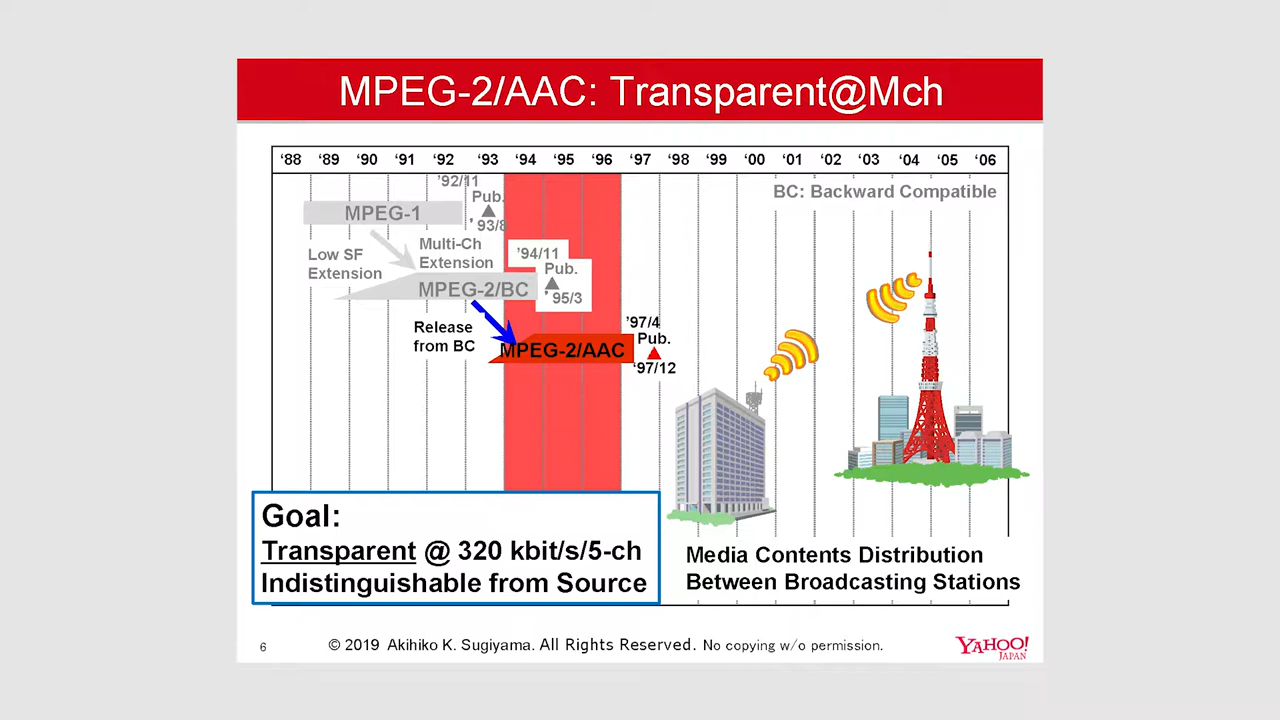 MPEG-2/AAC: Transparent@Mch
‘88 ‘89 ‘90 ‘91 ‘92 ‘93 ‘94 ‘95 ‘96 ‘97 ‘98 ‘99 ‘00 ‘01 ‘02 ‘03 ‘04 ‘05 ‘06
’92/11
BC: Backward Compatible
Pub.
MPEG-1
’93/8
Low SF
Extension
Multi-Ch
Extension
’94/11
Pub.
MPEG-2/BC
’95/3
Release
from BC
’97/4
Pub.
MPEG-2/AAC
‘97/12
Goal:
Transparent @ 320 kbit/s/5-ch
Indistinguishable from Source
Media Contents Distribution
Between Broadcasting Stations
6
© 2019 Akihiko K. Sugiyama. All Rights Reserved. No copying w/o permission.
YAHOO!
JAPAN